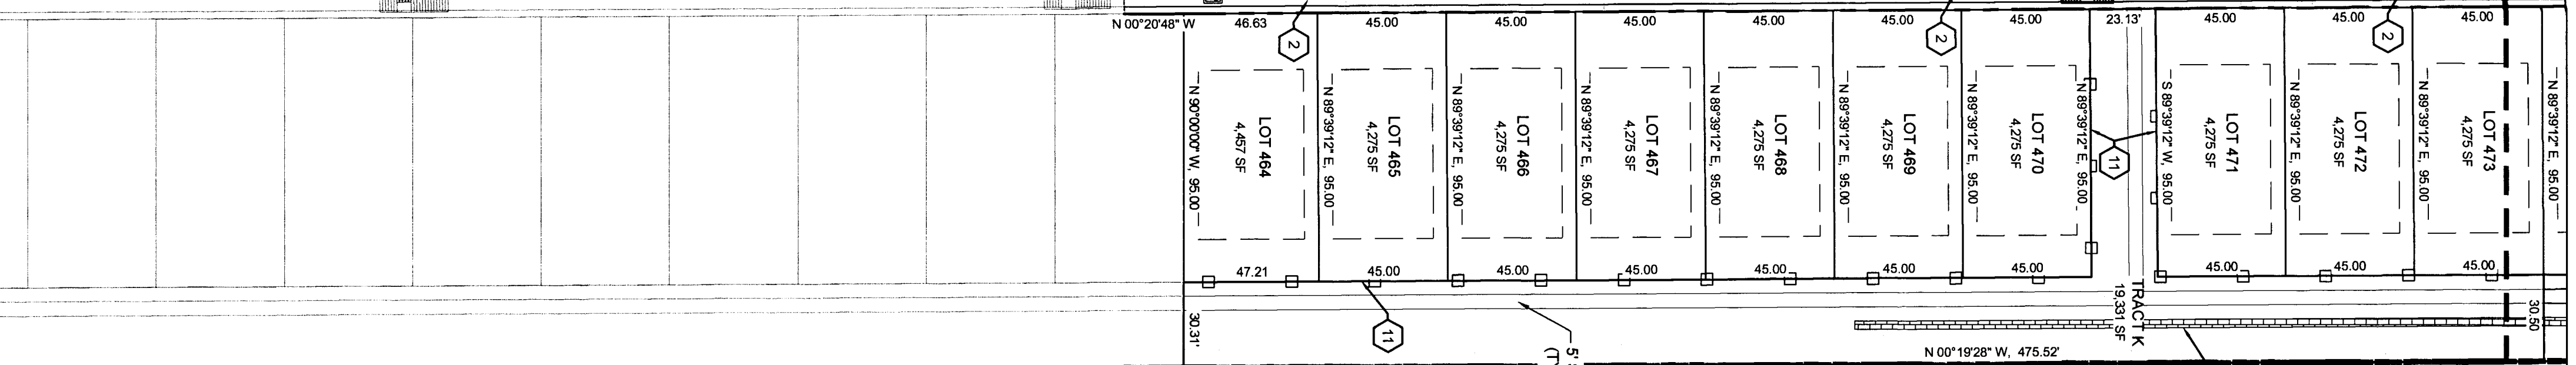 N 00°20'48" W
46.63
45.00
45.00
45.00
45.00
45.00
45.00
23.13'
45.00
45.00
45.00
2
2
2
N 90°00'00" W, 95.00
LOT 464
4,457 SF
N 89°39'12" E, 95.00
LOT 465
4,275 SF
N 89°39'12" E, 95.00
LOT 466
4,275 SF
N 89°39'12" E, 95.00
LOT 467
4,275 SF
N 89°39'12" E, 95.00
LOT 468
4,275 SF
N 89°39'12" E, 95.00
LOT 469
4,275 SF
N 89°39'12" E, 95.00
LOT 470
4,275 SF
N 89°39'12" E, 95.00
11
S 89°39'12" W, 95.00
LOT 471
4,275 SF
N 89°39'12" E, 95.00
LOT 472
4,275 SF
N 89°39'12" E, 95.00
LOT 473
4,275 SF
N 89°39'12" E, 95.00
47.21
45.00
45.00
45.00
45.00
45.00
45.00
45.00
45.00
45.00
30.31'
11
5'
(T
TRACT K
19,331 SF
30.50
N 00°19'28" W, 475.52'